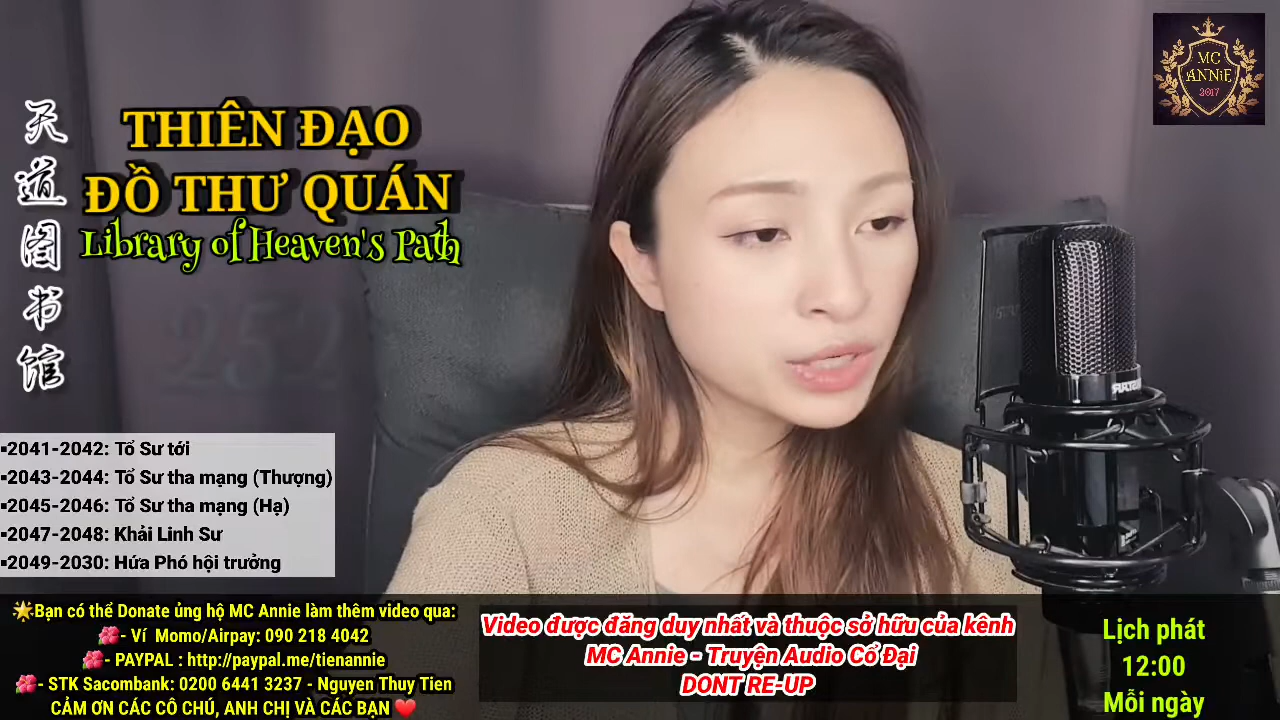 天道图书馆
THIÊN ĐẠO
ĐỒ THƯ QUÁN
Library of Heaven's Path
252
MC
ANNiE
2017
▪2041-2042: Tổ Sư tới
▪2043-2044: Tổ Sư tha mạng (Thượng)
▪2045-2046: Tổ Sư tha mạng (Hạ)
▪2047-2048: Khải Linh Sư
▪2049-2030: Hứa Phó hội trưởng
🌟Bạn có thể Donate ủng hộ MC Annie làm thêm video qua:
🌺- Ví Momo/Airpay: 090 218 4042
🌺- PAYPAL : http://paypal.me/tienannie
🌺- STK Sacombank: 0200 6441 3237 - Nguyen Thuy Tien
CẢM ƠN CÁC CÔ CHÚ, ANH CHỊ VÀ CÁC BẠN ❤️
Video được đăng duy nhất và thuộc sở hữu của kênh
MC Annie - Truyện Audio Cổ Đại
DONT RE-UP
Lịch phát
12:00
Mỗi ngày